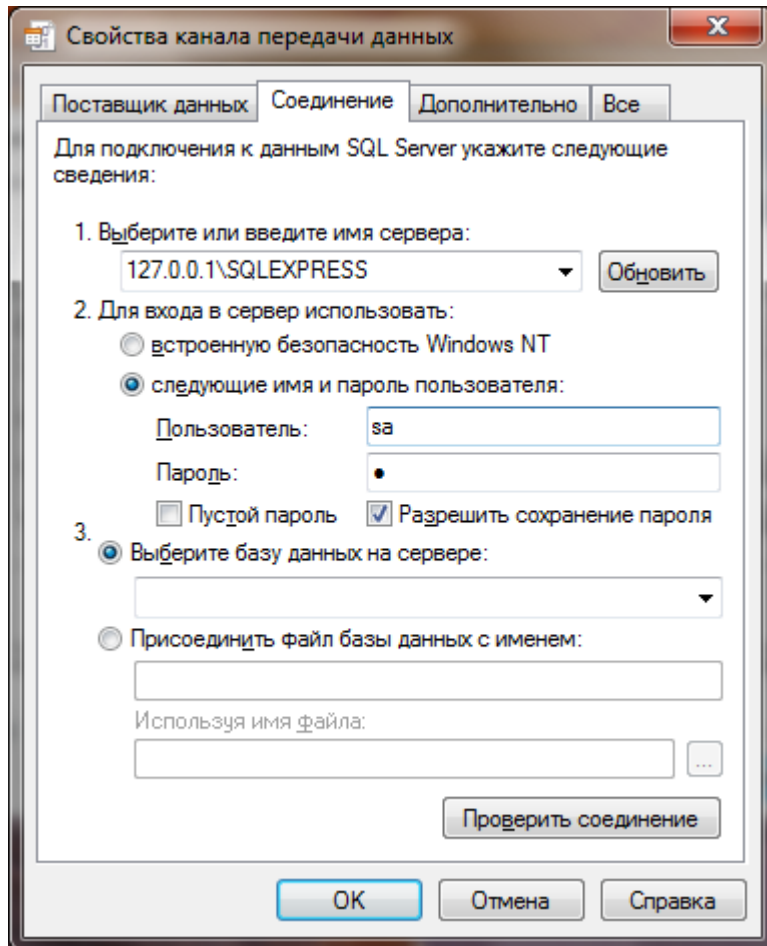 Свойства канала передачи данных
Поставщик данных Соединение Дополнительно Все
Для подключения к данным SQL Server укажите следующие
сведения:
1. Выберите или введите имя сервера:
127.0.0.1\SQLEXPRESS Обновить
2. Для входа в сервер использовать:
встроенную безопасность Windows NT
следующие имя и пароль пользователя:
Пользователь: sa
Пароль: ●
Пустой пароль Разрешить сохранение пароля
3.
Выберите базу данных на сервере:
Присоединить файл базы данных с именем:
Используя имя файла:
...
Проверить соединение
OK Отмена Справка